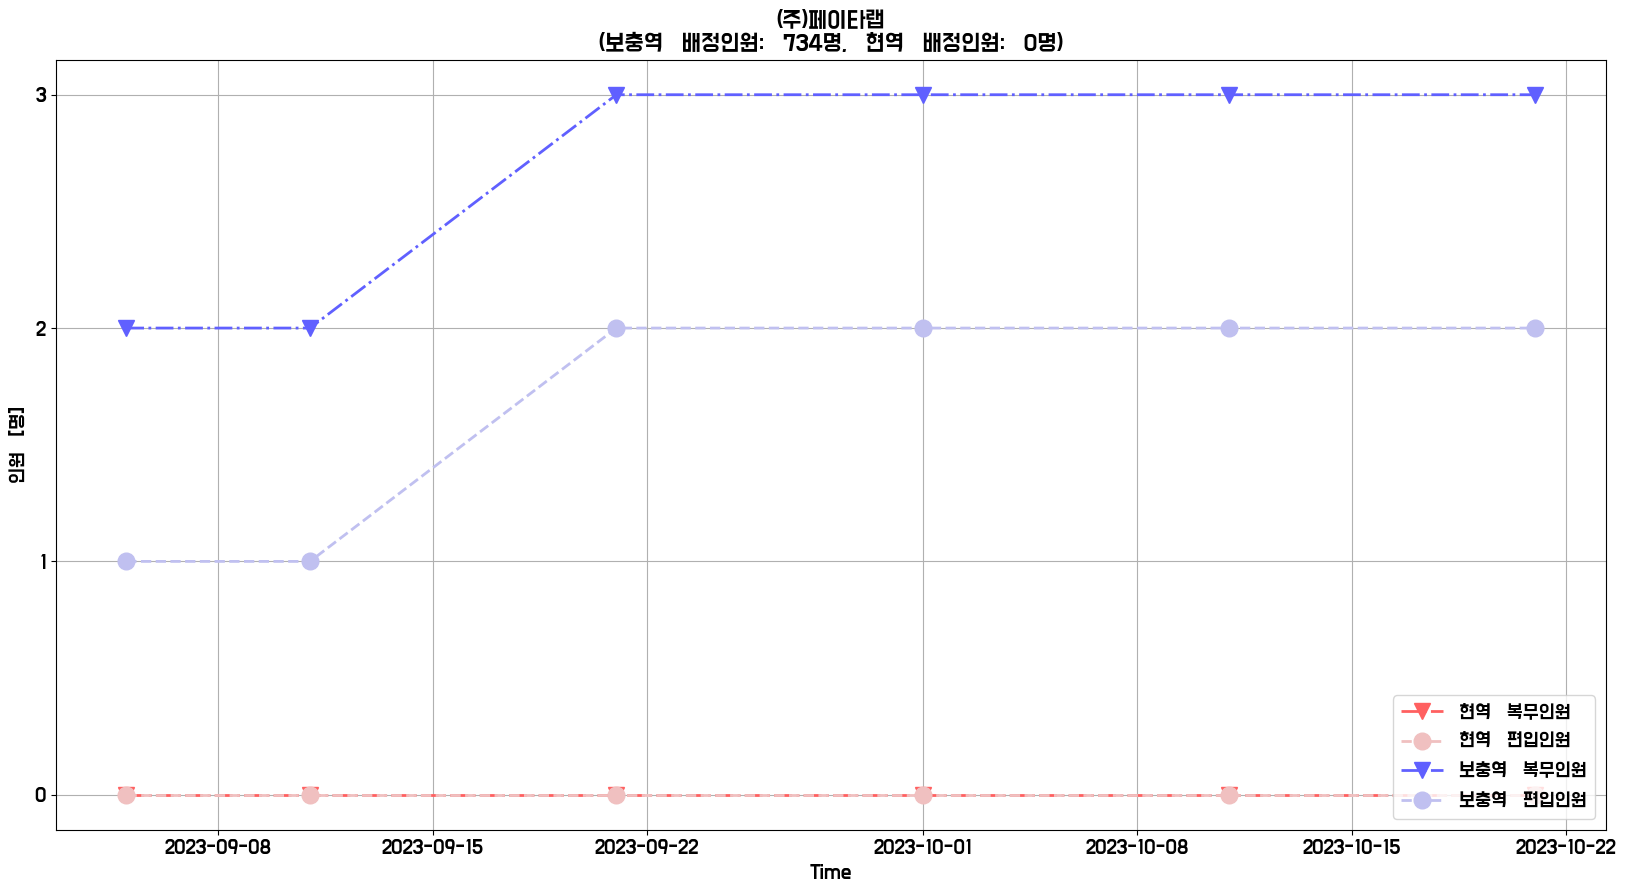 (주)페이타랩
(보충역 배정인원: 734명, 현역 배정인원: 0명)
3
2
1
0
인원 [명]
현역 복무인원
현역 편입인원
보충역 복무인원
보충역 편입인원
2023-09-08 2023-09-15 2023-09-22 2023-10-01 2023-10-08 2023-10-15 2023-10-22
Time